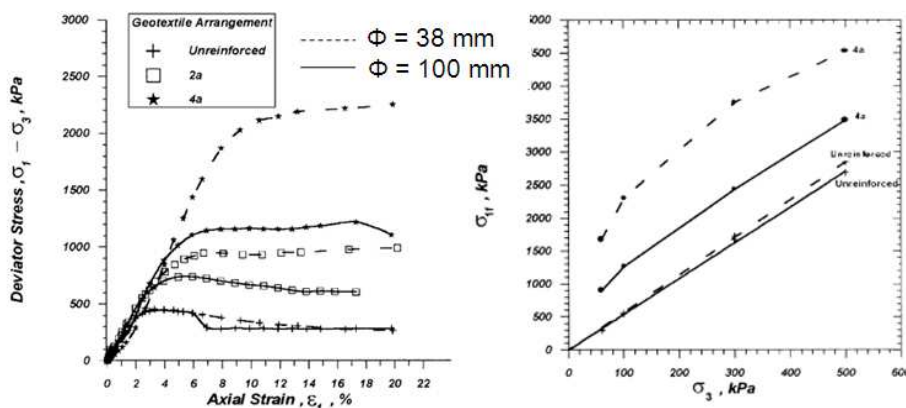 Geotextile Arrangement
Unreinforced
2a
4a
Φ = 38 mm
Φ = 100 mm
3000
2500
2000
1500
1000
500
0
Deviator Stress, σ1 – σ3, kPa
0 2 4 6 8 10 12 14 16 18 20 22
Axial Strain, ε1, %
500
000
3500
3000
2500
2000
1500
1000
500
0
σ1f, kPa
4a
4a
Unreinforced
Unreinforced
0 100 200 300 400 500 600
σ3, kPa